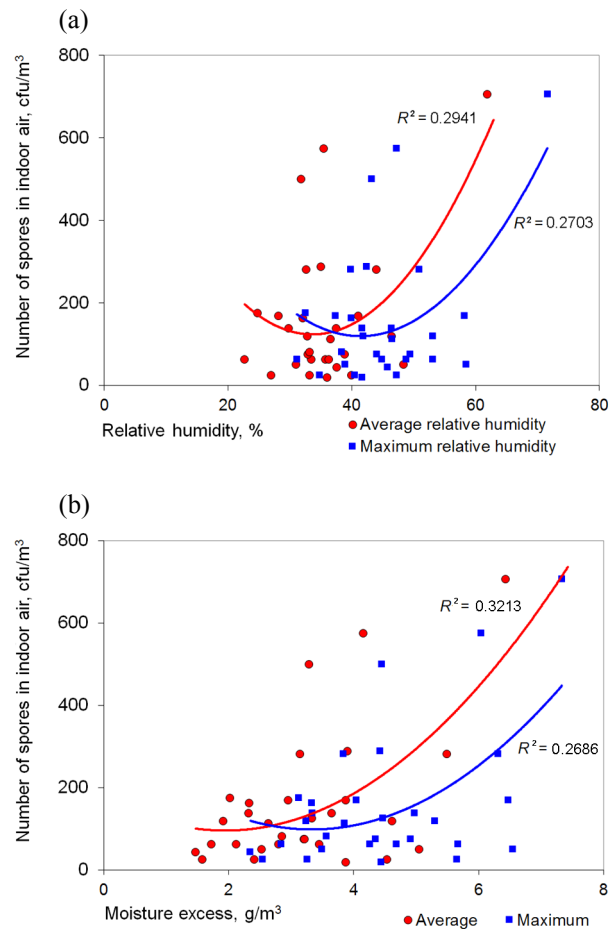 (a)
Number of spores in indoor air, cfu/m³
800
600
400
200
0
R² = 0.2941
R² = 0.2703
0
20
40
60
80
Relative humidity, %
Average relative humidity
Maximum relative humidity
(b)
Number of spores in indoor air, cfu/m³
800
600
400
200
0
R² = 0.3213
R² = 0.2686
0
2
4
6
8
Moisture excess, g/m³
Average
Maximum